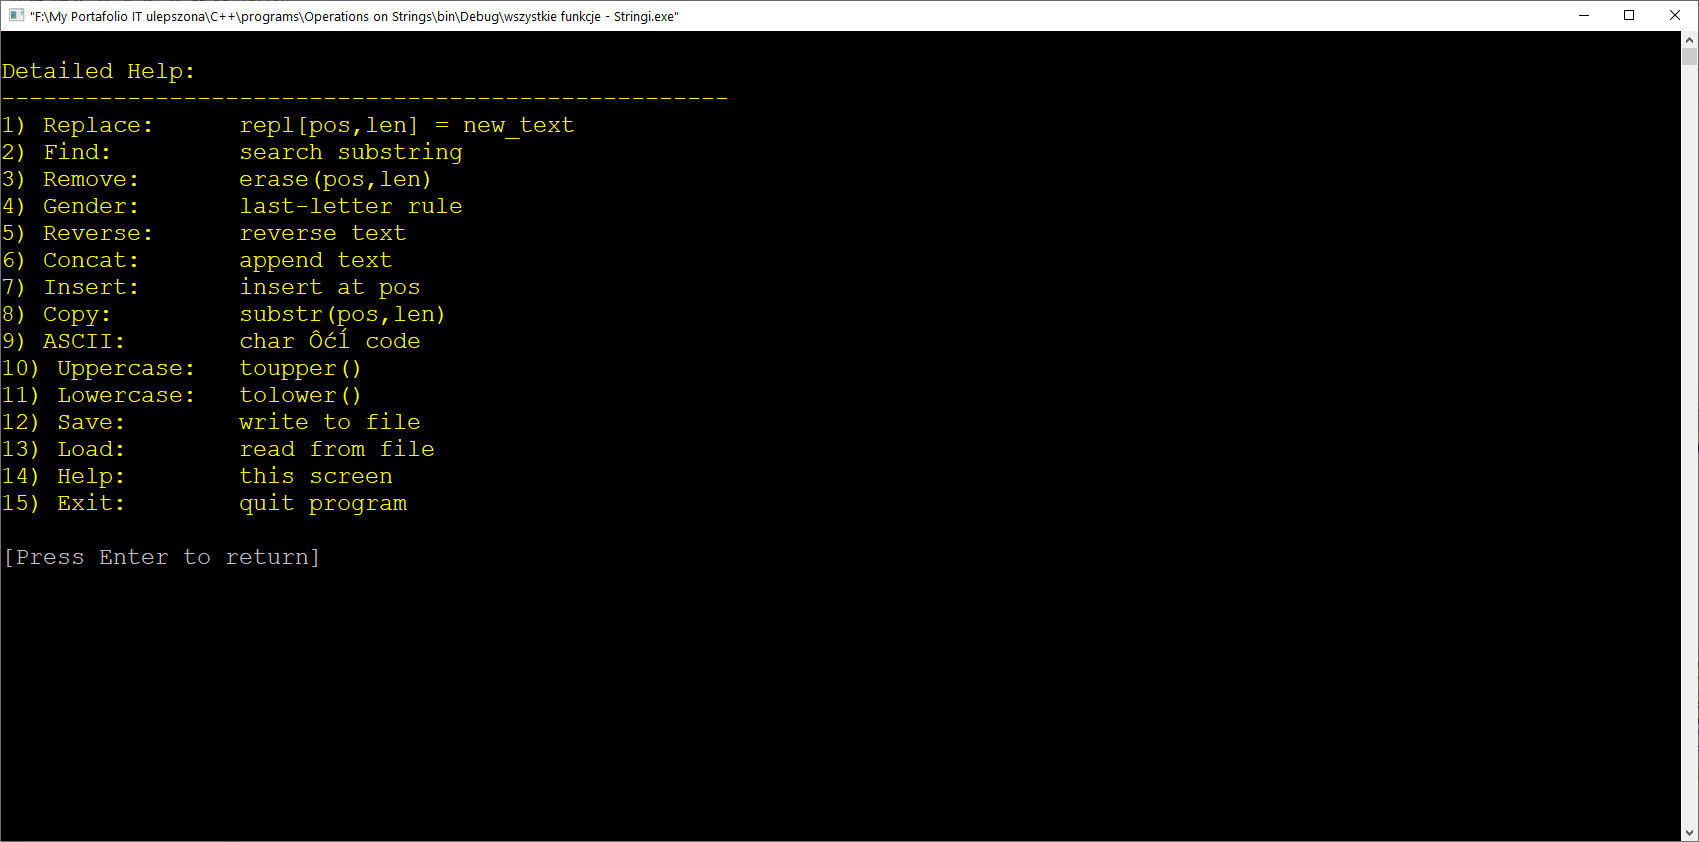 "F:\My Portafolio IT ulepszona\C++\programs\Operations on Strings\bin\Debug\wszystkie funkcje - Stringi.exe"
Detailed Help:
----------------------------------------------------
1) Replace: repl[pos,len] = new_text
2) Find: search substring
3) Remove: erase(pos,len)
4) Gender: last-letter rule
5) Reverse: reverse text
6) Concat: append text
7) Insert: insert at pos
8) Copy: substr(pos,len)
9) ASCII: char Ôćĺ code
10) Uppercase: toupper()
11) Lowercase: tolower()
12) Save: write to file
13) Load: read from file
14) Help: this screen
15) Exit: quit program
[Press Enter to return]